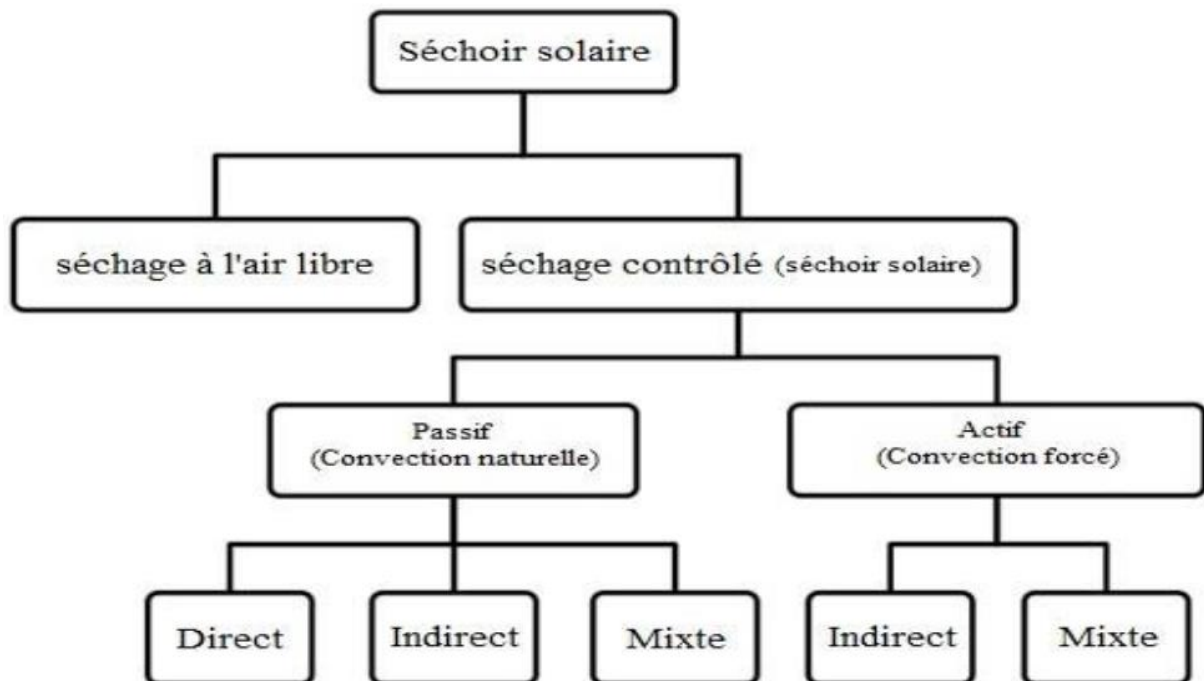 Séchoir solaire
séchage à l'air libre
séchage contrôlé (séchoir solaire)
Passif
(Convection naturelle)
Actif
(Convection forcé)
Direct
Indirect
Mixte
Indirect
Mixte